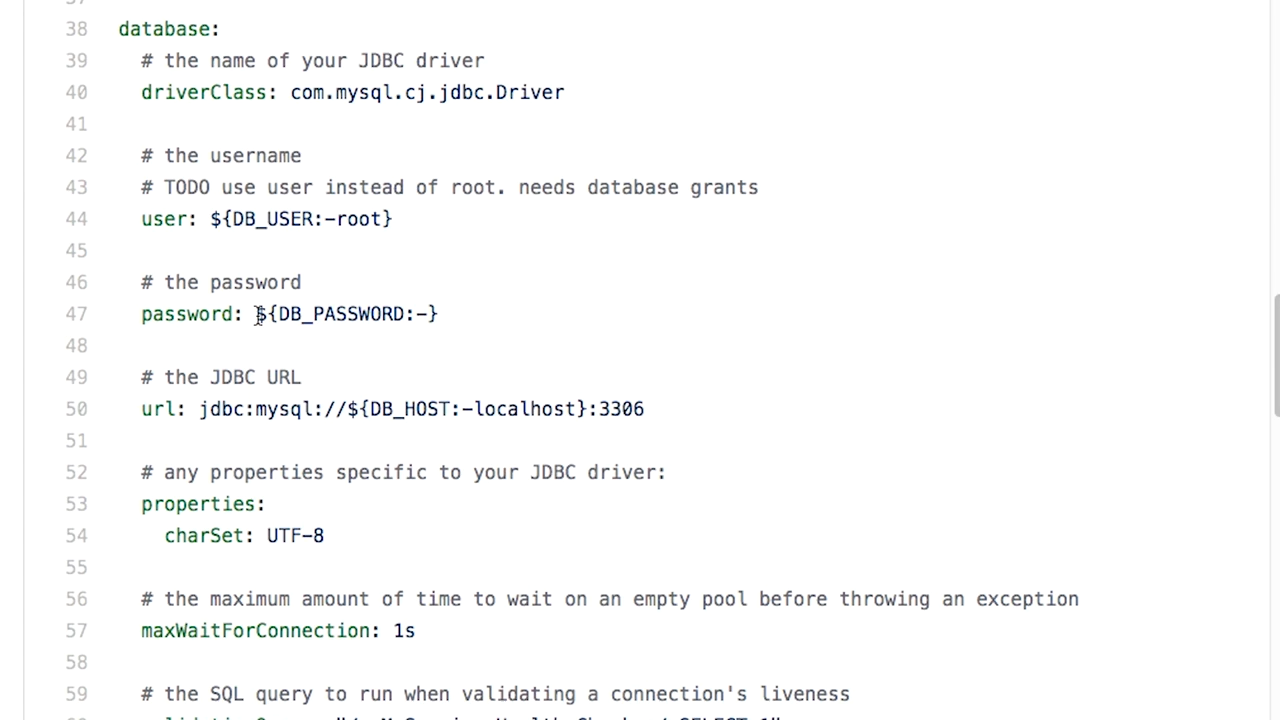 38 database:
39 # the name of your JDBC driver
40 driverClass: com.mysql.cj.jdbc.Driver
41
42 # the username
43 # TODO use user instead of root. needs database grants
44 user: ${DB_USER:-root}
45
46 # the password
47 password: ${DB_PASSWORD:-}
48
49 # the JDBC URL
50 url: jdbc:mysql://${DB_HOST:-localhost}:3306
51
52 # any properties specific to your JDBC driver:
53 properties:
54 charSet: UTF-8
55
56 # the maximum amount of time to wait on an empty pool before throwing an exception
57 maxWaitForConnection: 1s
58
59 # the SQL query to run when validating a connection's liveness